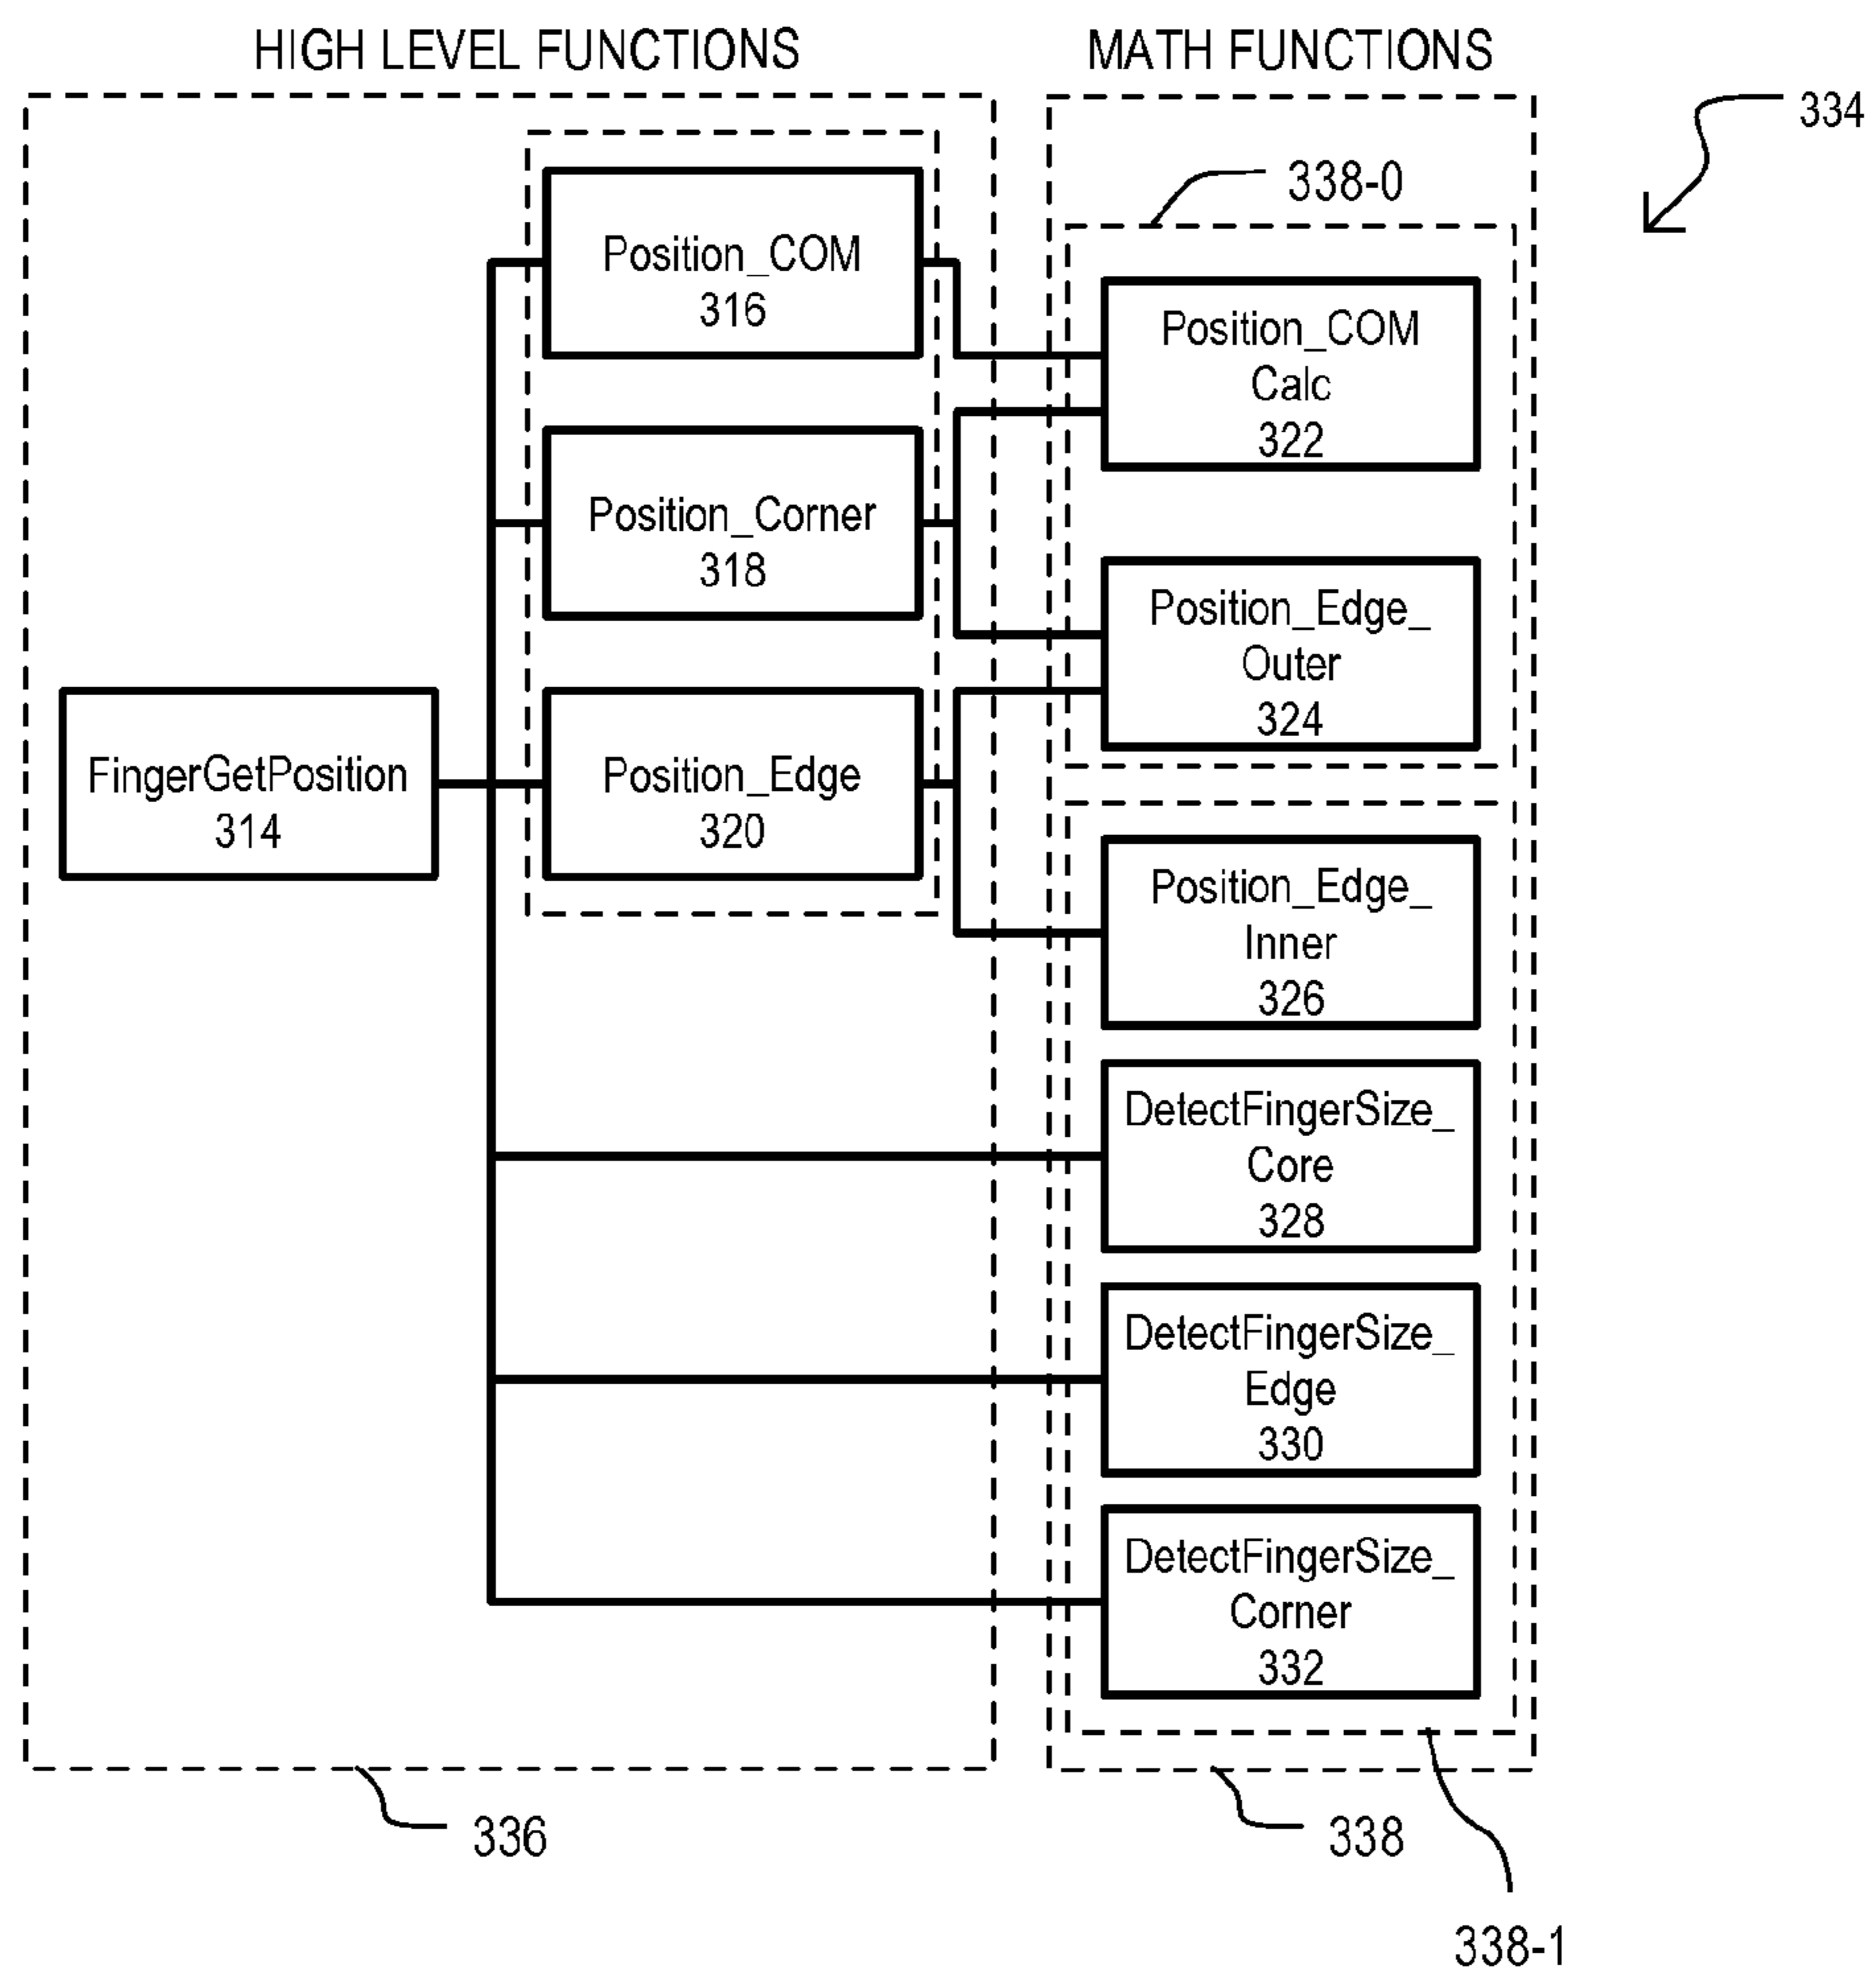 HIGH LEVEL FUNCTIONS
MATH FUNCTIONS
334
338-0
Position_COM
316
Position_COM
Calc
322
Position_Corner
318
Position_Edge_
Outer
324
FingerGetPosition
314
Position_Edge
320
Position_Edge_
Inner
326
DetectFingerSize_
Core
328
DetectFingerSize_
Edge
330
DetectFingerSize_
Corner
332
336
338
338-1